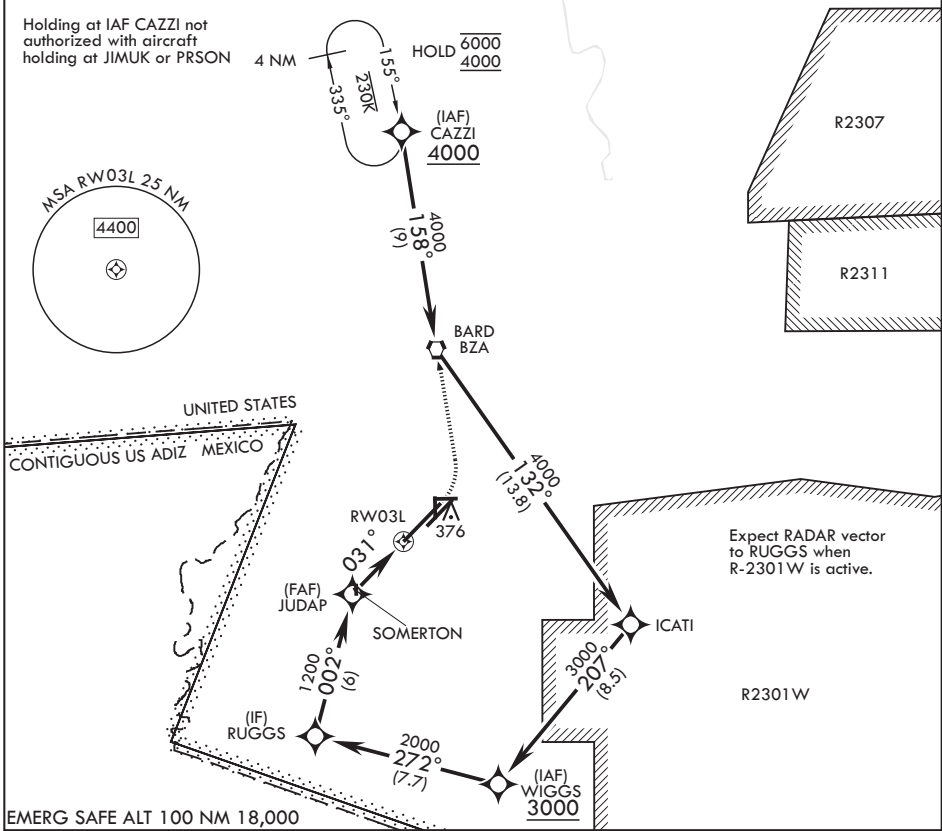 Holding at IAF CAZZI not
authorized with aircraft
holding at JIMUK or PRSON
4 NM
155°
230K
335°
HOLD 6000
4000
(IAF)
CAZZI
4000
R2307
MSA RW03L 25 NM
4400
4000
158°
(9)
R2311
BARD
BZA
UNITED STATES
CONTIGUOUS US ADIZ MEXICO
4000
132°
(13.8)
RW03L
376
031°
Expect RADAR vector
to RUGGS when
R-2301W is active.
(FAF)
JUDAP
SOMERTON
ICATI
1200
002°
(6)
3000
207°
(8.5)
R2301W
(IF)
RUGGS
2000
272°
(7.7)
(IAF)
WIGGS
3000
EMERG SAFE ALT 100 NM 18,000